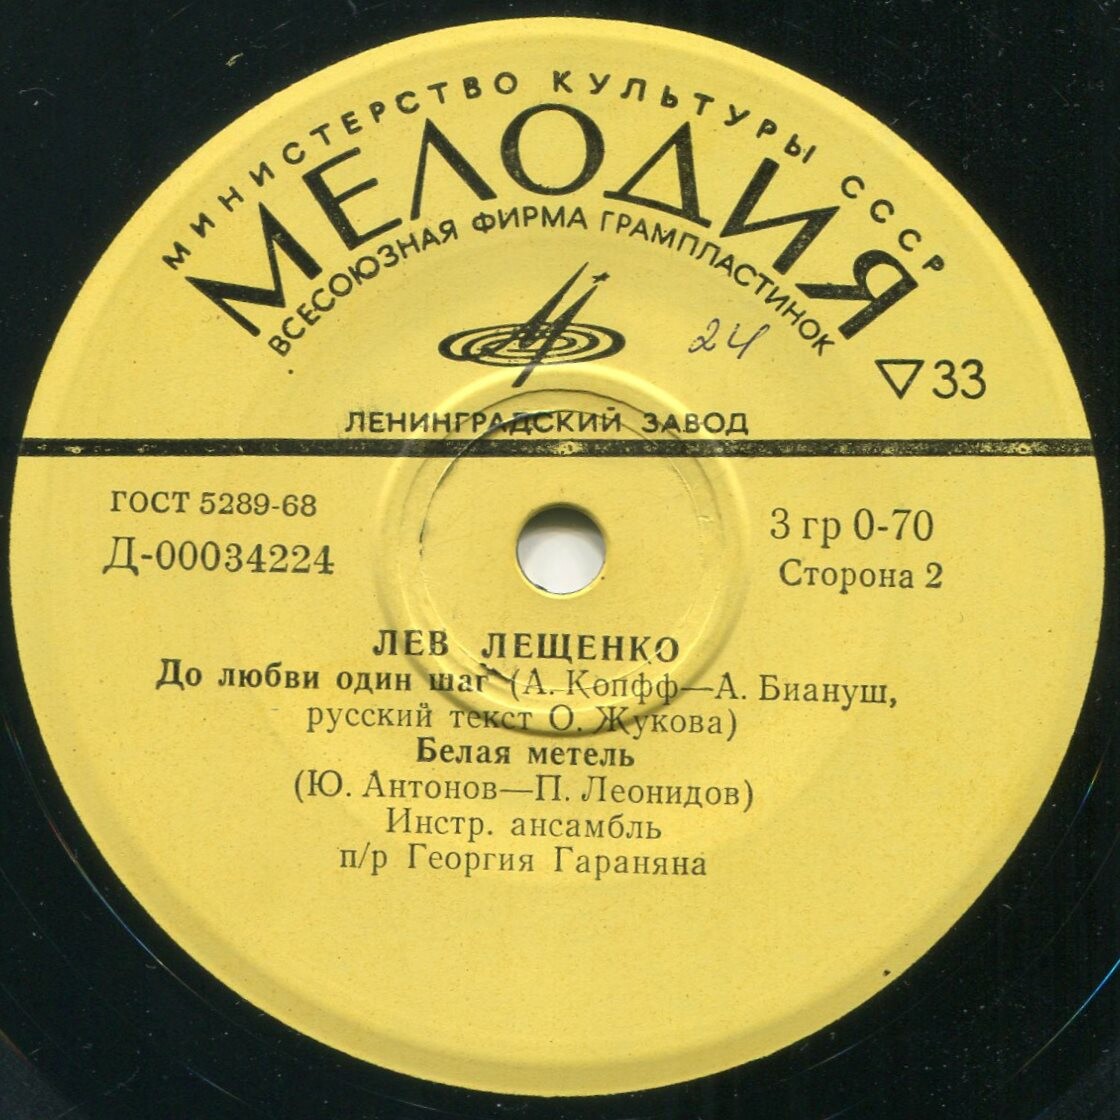 МИНИСТЕРСТВО КУЛЬТУРЫ СССР
МЕЛОДИЯ
ВСЕСОЮЗНАЯ ФИРМА ГРАМПЛАСТИНОК
24
▽33
ЛЕНИНГРАДСКИЙ ЗАВОД
ГОСТ 5289-68
3 гр 0-70
Д-00034224
Сторона 2
ЛЕВ ЛЕЩЕНКО
До любви один шаг (А. Копфф—А. Биануш,
русский текст О. Жукова)
Белая метель
(Ю. Антонов—П. Леонидов)
Инстр. ансамбль
п/р Георгия Гараняна